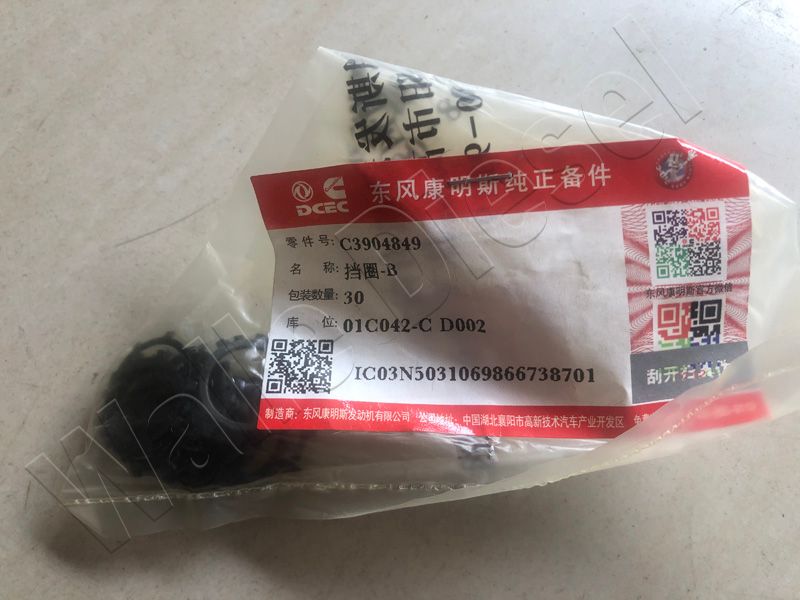 DCEC 东风康明斯纯正备件
零件号: C3904849
名 称: 挡圈-B
包装数量: 30
库 位: 01C042-C D002
IC03N5031069866738701
东风康明斯官方微信
刮开
制造商: 东风康明斯发动机有限公司 公司地址: 中国湖北襄阳市高新技术汽车产业开发区
Walle Diesel